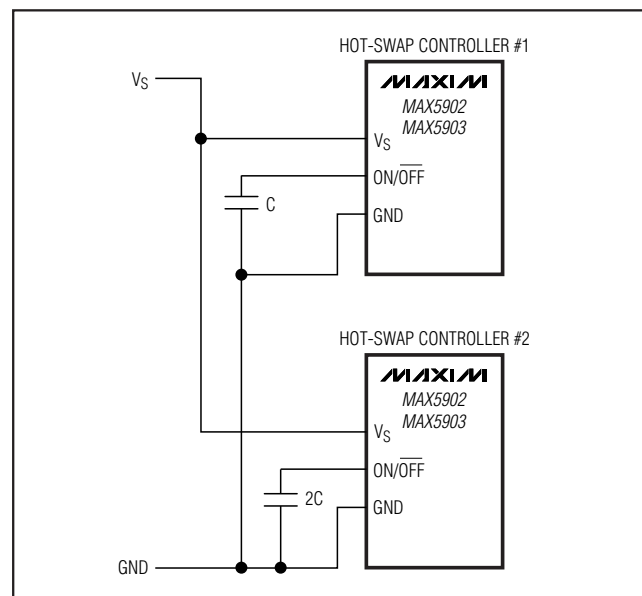 HOT-SWAP CONTROLLER #1
VS
MAXIM
MAX5902
MAX5903
VS
ON/OFF
C
GND
HOT-SWAP CONTROLLER #2
MAXIM
MAX5902
MAX5903
VS
ON/OFF
2C
GND
GND